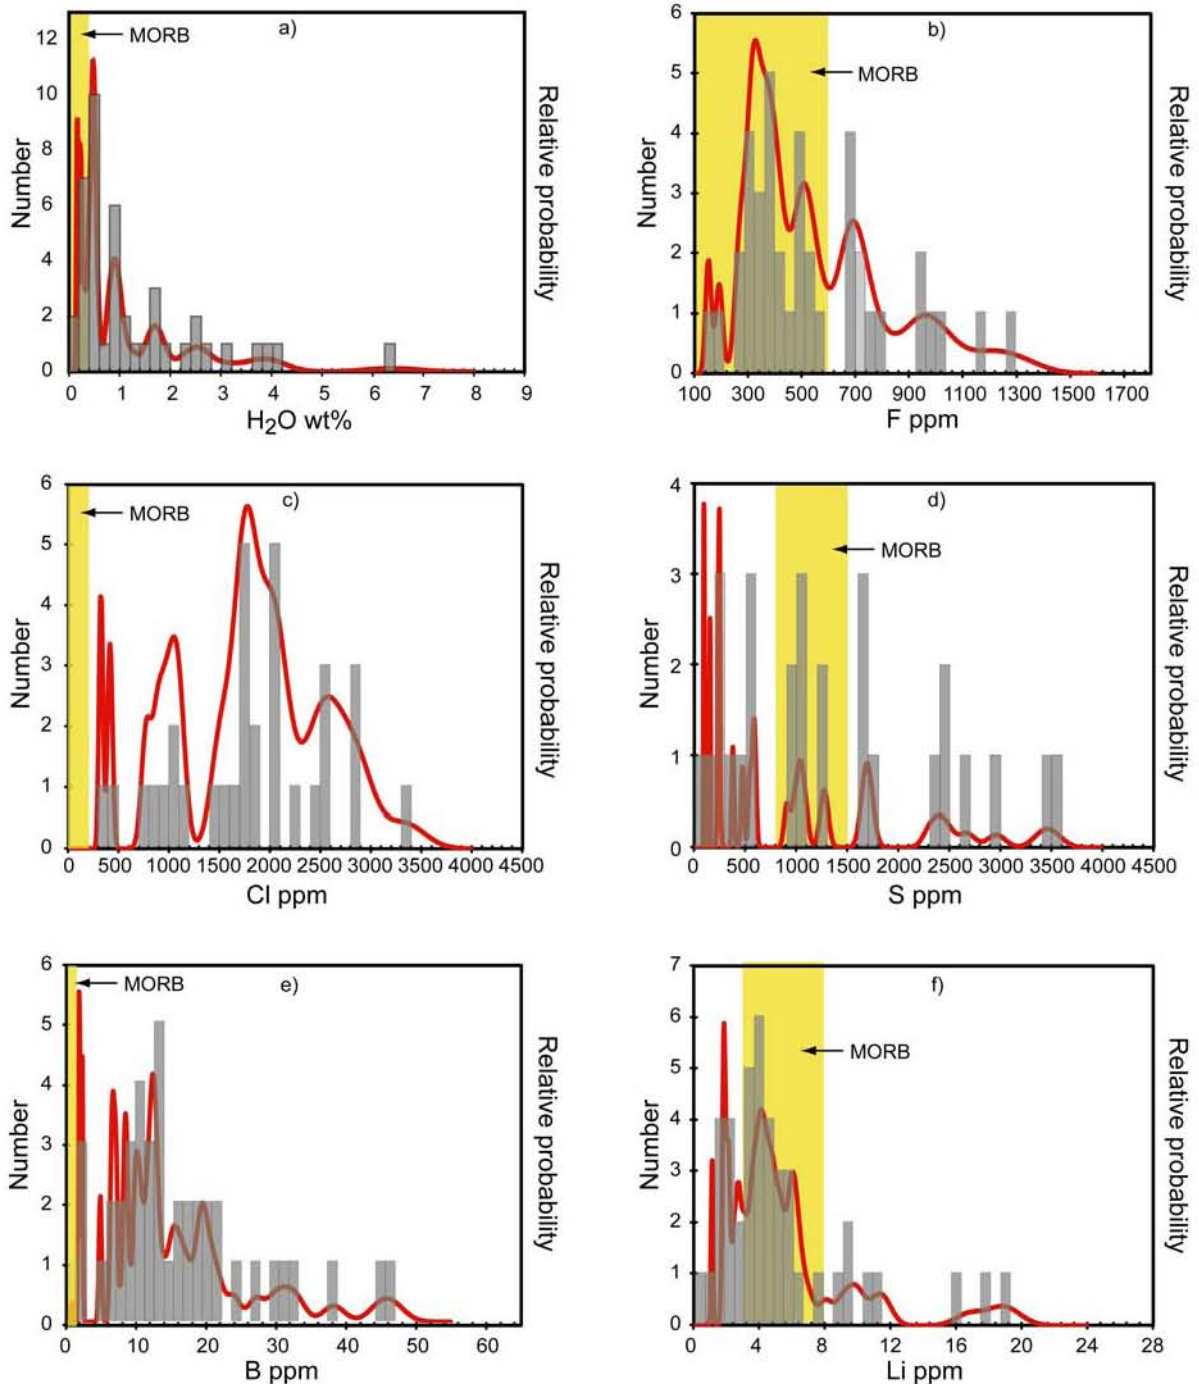 a)
MORB
12
10
8
6
4
2
0
Number
Relative probability
0 1 2 3 4 5 6 7 8 9
H2O wt%
b)
MORB
6
5
4
3
2
1
0
Number
Relative probability
100 300 500 700 900 1100 1300 1500 1700
F ppm
c)
MORB
6
5
4
3
2
1
0
Number
Relative probability
0 500 1000 1500 2000 2500 3000 3500 4000 4500
Cl ppm
d)
MORB
4
3
2
1
0
Number
Relative probability
0 500 1000 1500 2000 2500 3000 3500 4000 4500
S ppm
e)
MORB
6
5
4
3
2
1
0
Number
Relative probability
0 10 20 30 40 50 60
B ppm
f)
MORB
7
6
5
4
3
2
1
0
Number
Relative probability
0 4 8 12 16 20 24 28
Li ppm